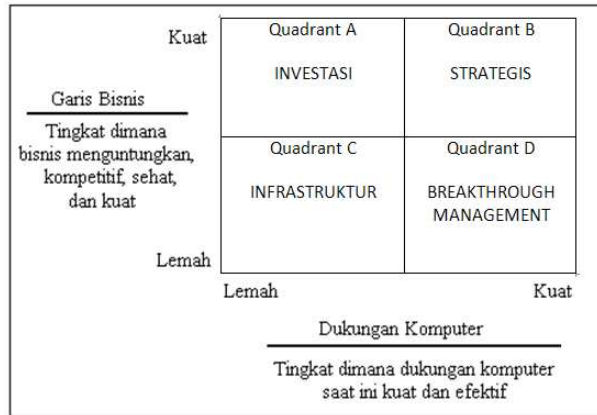 Kuat
Quadrant A
INVESTASI
Quadrant B
STRATEGIS
Garis Bisnis
Tingkat dimana
bisnis menguntungkan,
kompetitif, sehat,
dan kuat
Quadrant C
INFRASTRUKTUR
Quadrant D
BREAKTHROUGH
MANAGEMENT
Lemah
Lemah
Kuat
Dukungan Komputer
Tingkat dimana dukungan komputer
saat ini kuat dan efektif